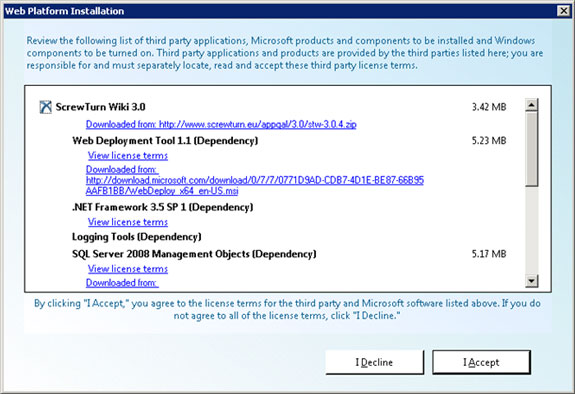 Web Platform Installation
Review the following list of third party applications, Microsoft products and components to be installed and Windows
components to be turned on. Third party applications and products are provided by the third parties listed here; you are
responsible for and must separately locate, read and accept these third party license terms.
ScrewTurn Wiki 3.0 3.42 MB
Downloaded from: http://www.screwturn.eu/appgal/3.0/stw-3.0.4.zip
Web Deployment Tool 1.1 (Dependency) 5.23 MB
View license terms
Downloaded from:
http://download.microsoft.com/download/0/7/7/0771D9AD-CDB7-4D1E-BE87-66B95
AAFB1BB/WebDeploy_x64_en-US.msi
.NET Framework 3.5 SP 1 (Dependency)
View license terms
Logging Tools (Dependency)
SQL Server 2008 Management Objects (Dependency) 5.17 MB
View license terms
Downloaded from:
By clicking "I Accept," you agree to the license terms for the third party and Microsoft software listed above. If you do
not agree to all of the license terms, click "I Decline."
I Decline I Accept